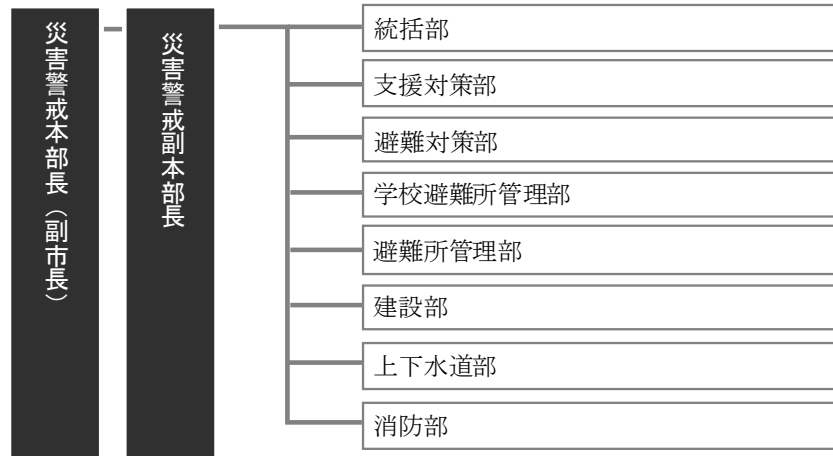 災害警戒本部長（副市長）
災害警戒副本部長
統括部
支援対策部
避難対策部
学校避難所管理部
避難所管理部
建設部
上下水道部
消防部